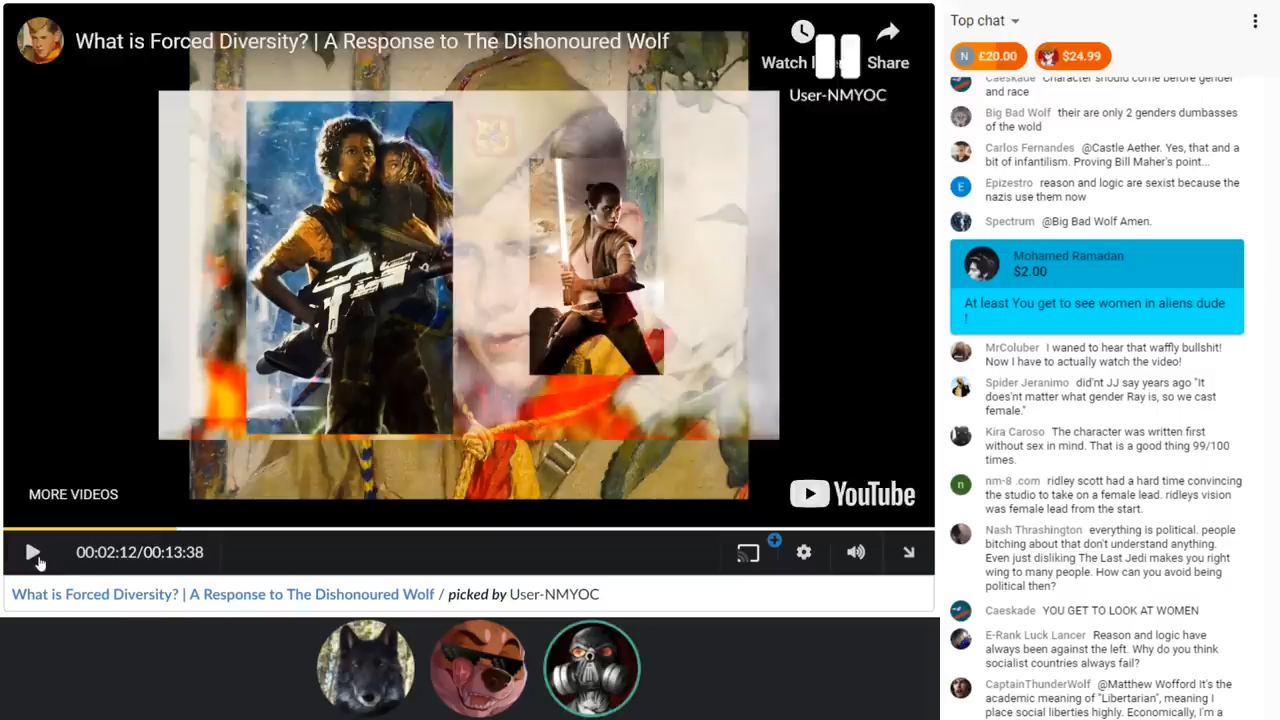 What is Forced Diversity? | A Response to The Dishonoured Wolf
Watch
Share
User-NMYOC
MORE VIDEOS
YouTube
00:02:12/00:13:38
What is Forced Diversity? | A Response to The Dishonoured Wolf / picked by User-NMYOC
Top chat
N £20.00
$24.99
Caeskade Character should come before gender
and race
Big Bad Wolf their are only 2 genders dumbasses
of the wold
Carlos Fernandes @Castle Aether. Yes, that and a
bit of infantilism. Proving Bill Maher's point...
E Epizestro reason and logic are sexist because the
nazis use them now
Spectrum @Big Bad Wolf Amen.
Mohamed Ramadan
$2.00
At least You get to see women in aliens dude
!
MrColuber I waned to hear that waffly bullshit!
Now I have to actually watch the video!
Spider Jeranimo did'nt JJ say years ago "It
does'nt matter what gender Ray is, so we cast
female."
Kira Caroso The character was written first
without sex in mind. That is a good thing 99/100
times.
n nm-8 .com ridley scott had a hard time convincing
the studio to take on a female lead. ridleys vision
was female lead from the start.
Nash Thrashington everything is political. people
bitching about that don't understand anything.
Even just disliking The Last Jedi makes you right
wing to many people. How can you avoid being
political then?
Caeskade YOU GET TO LOOK AT WOMEN
E-Rank Luck Lancer Reason and logic have
always been against the left. Why do you think
socialist countries always fail?
CaptainThunderWolf @Matthew Wofford It's the
academic meaning of "Libertarian", meaning I
place social liberties highly. Economically, I'm a